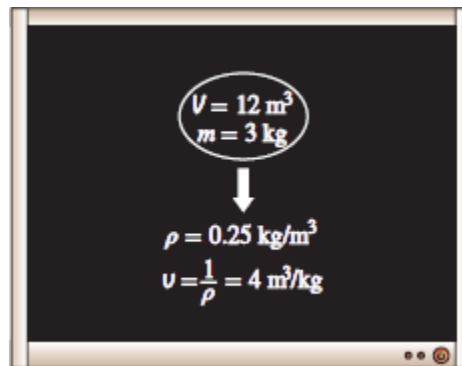 V = 12 m³
m = 3 kg
ρ = 0.25 kg/m³
υ = 1/ρ = 4 m³/kg